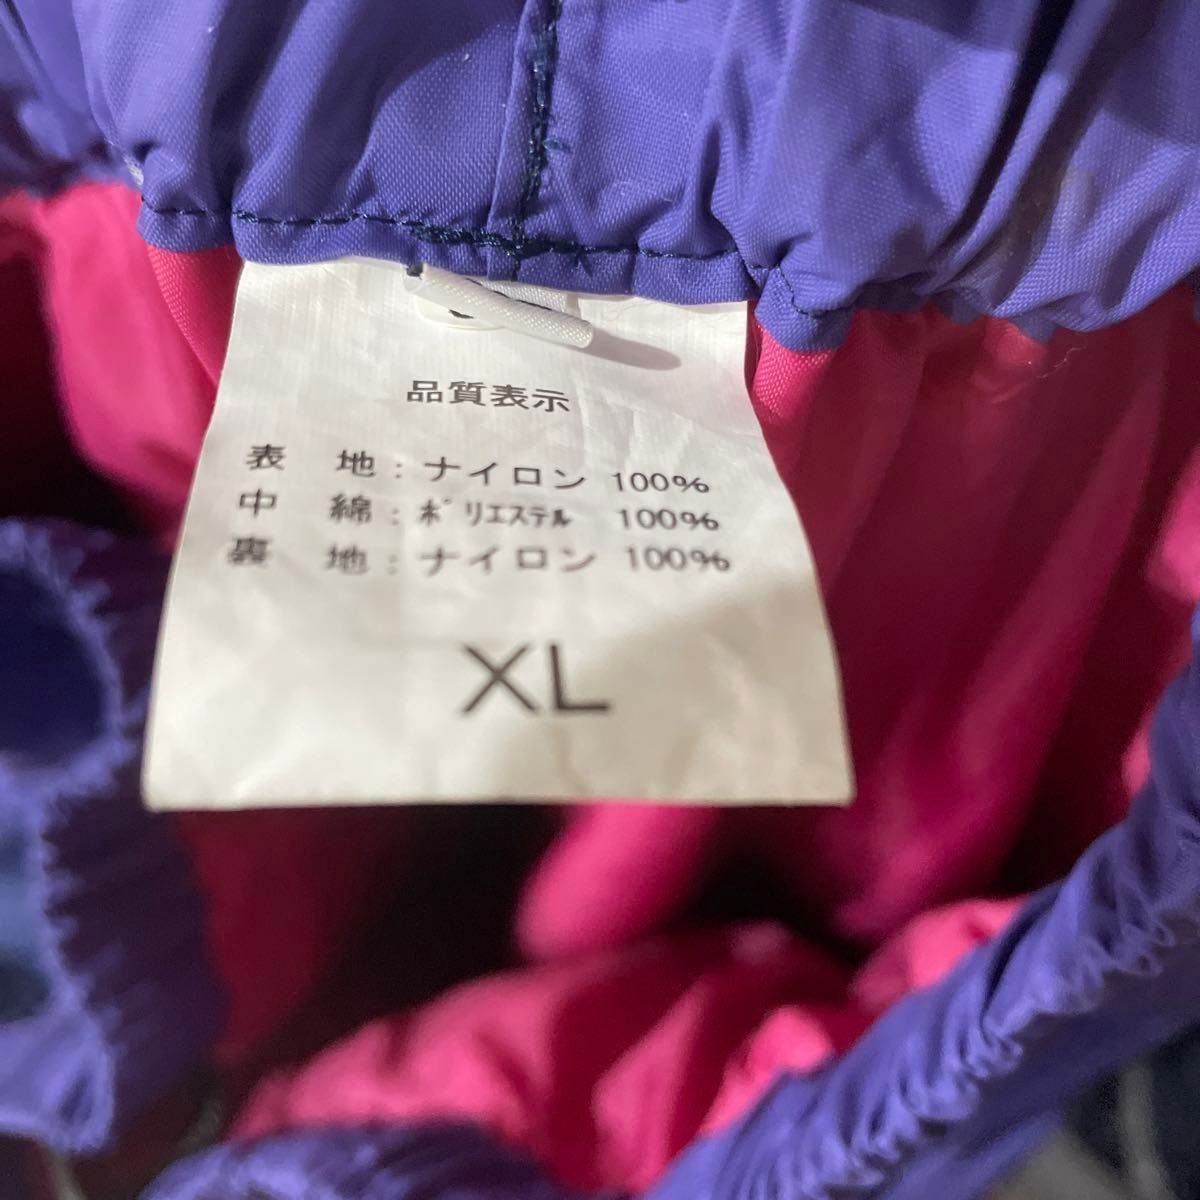 品質表示
表 地 : ナイロン 100%
中 綿 : ポリエステル 100%
裏 地 : ナイロン 100%
XL